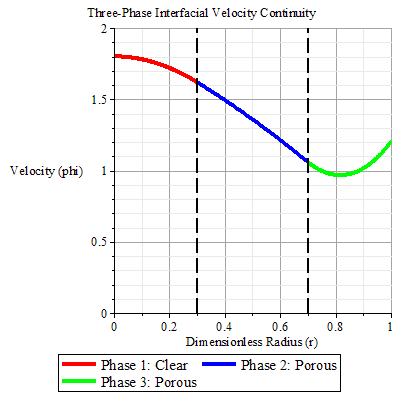 Three-Phase Interfacial Velocity Continuity
2
1.5
Velocity (phi)
1
0.5
0
0 0.2 0.4 0.6 0.8 1
Dimensionless Radius (r)
Phase 1: Clear Phase 2: Porous
Phase 3: Porous